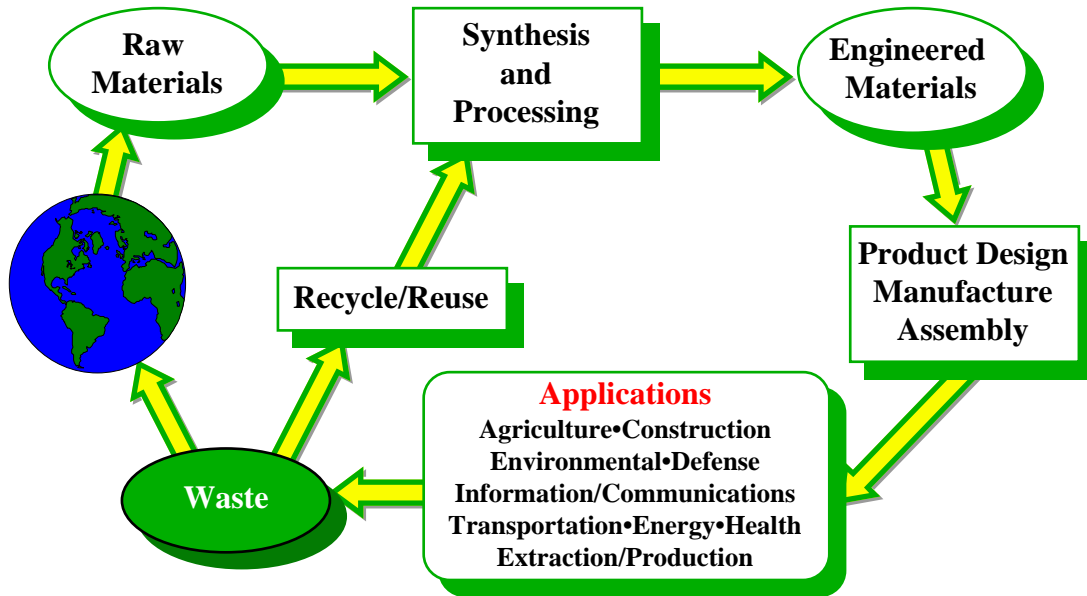 Raw
Materials
Synthesis
and
Processing
Engineered
Materials
Recycle/Reuse
Product Design
Manufacture
Assembly
Applications
Agriculture•Construction
Environmental•Defense
Information/Communications
Transportation•Energy•Health
Extraction/Production
Waste